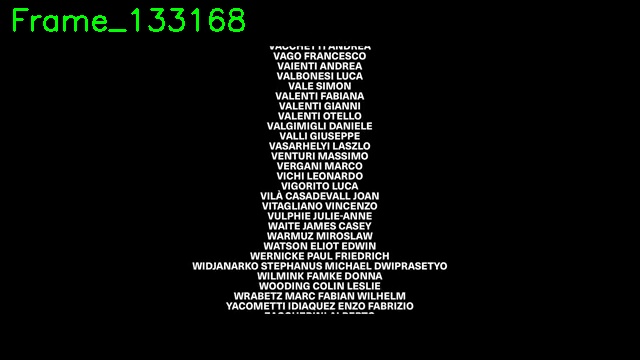 Frame_133168
VACCHETTI ANDREA
VAGO FRANCESCO
VAIENTI ANDREA
VALBONESI LUCA
VALE SIMON
VALENTI FABIANA
VALENTI GIANNI
VALENTI OTELLO
VALGIMIGLI DANIELE
VALLI GIUSEPPE
VASARHELYI LASZLO
VENTURI MASSIMO
VERGANI MARCO
VICHI LEONARDO
VIGORITO LUCA
VILÀ CASADEVALL JOAN
VITAGLIANO VINCENZO
VULPHIE JULIE-ANNE
WAITE JAMES CASEY
WARMUZ MIROSLAW
WATSON ELIOT EDWIN
WERNICKE PAUL FRIEDRICH
WIDJANARKO STEPHANUS MICHAEL DWIPRASETYO
WILMINK FAMKE DONNA
WOODING COLIN LESLIE
WRABETZ MARC FABIAN WILHELM
YACOMETTI IDIAQUEZ ENZO FABRIZIO